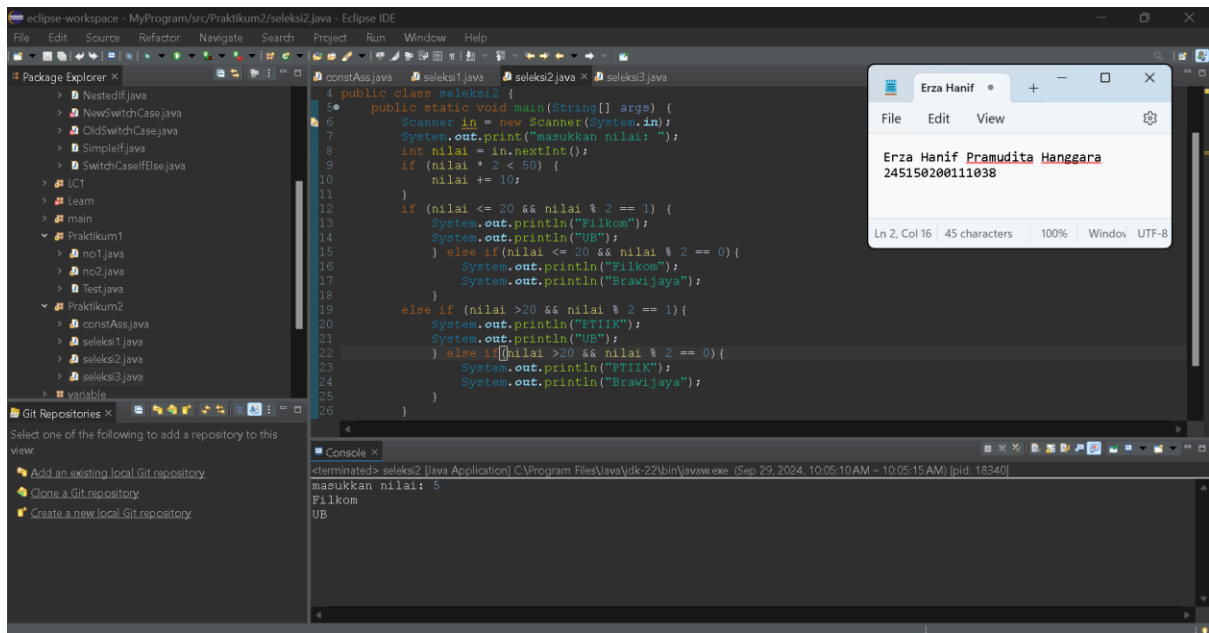 eclipse-workspace - MyProgram/src/Praktikum2/seleksi2.java - Eclipse IDE
File Edit Source Refactor Navigate Search Project Run Window Help
Package Explorer
NestedIf.java
NewSwitchCase.java
OldSwitchCase.java
SimpleIf.java
SwitchCaseIfElse.java
LC1
Learn
main
Praktikum1
no1.java
no2.java
Test.java
Praktikum2
constAss.java
seleksi1.java
seleksi2.java
seleksi3.java
variable
Git Repositories
Select one of the following to add a repository to this
view:
Add an existing local Git repository
Clone a Git repository
Create a new local Git repository
constAss.java seleksi1.java seleksi2.java seleksi3.java
4 public class seleksi2 {
5 public static void main(String[] args) {
6 Scanner in = new Scanner(System.in);
7 System.out.print("masukkan nilai: ");
8 int nilai = in.nextInt();
9 if (nilai * 2 < 50) {
10 nilai += 10;
11 }
12 if (nilai <= 20 && nilai % 2 == 1) {
13 System.out.println("Filkom");
14 System.out.println("UB");
15 } else if(nilai <= 20 && nilai % 2 == 0){
16 System.out.println("Filkom");
17 System.out.println("Brawijaya");
18 }
19 else if (nilai >20 && nilai % 2 == 1){
20 System.out.println("PTIIK");
21 System.out.println("UB");
22 } else if(nilai >20 && nilai % 2 == 0){
23 System.out.println("PTIIK");
24 System.out.println("Brawijaya");
25 }
26 }
Erza Hanif
File Edit View
Erza Hanif Pramudita Hanggara
245150200111038
Ln 2, Col 16 45 characters 100% Window UTF-8
Console
<terminated> seleksi2 [Java Application] C:\Program Files\Java\jdk-22\bin\javaw.exe (Sep 29, 2024, 10:05:10 AM – 10:05:15 AM) [pid: 18340]
masukkan nilai: 5
Filkom
UB